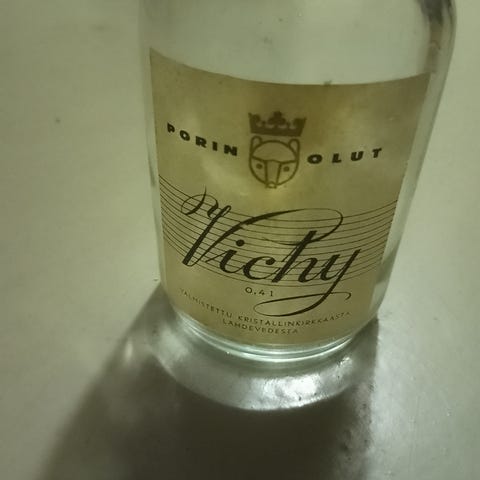 PORIN OLUT
Vichy
0,4 l
VALMISTETTU KRISTALLINKIRKKAASTA
LÄHDEVEDESTÄ